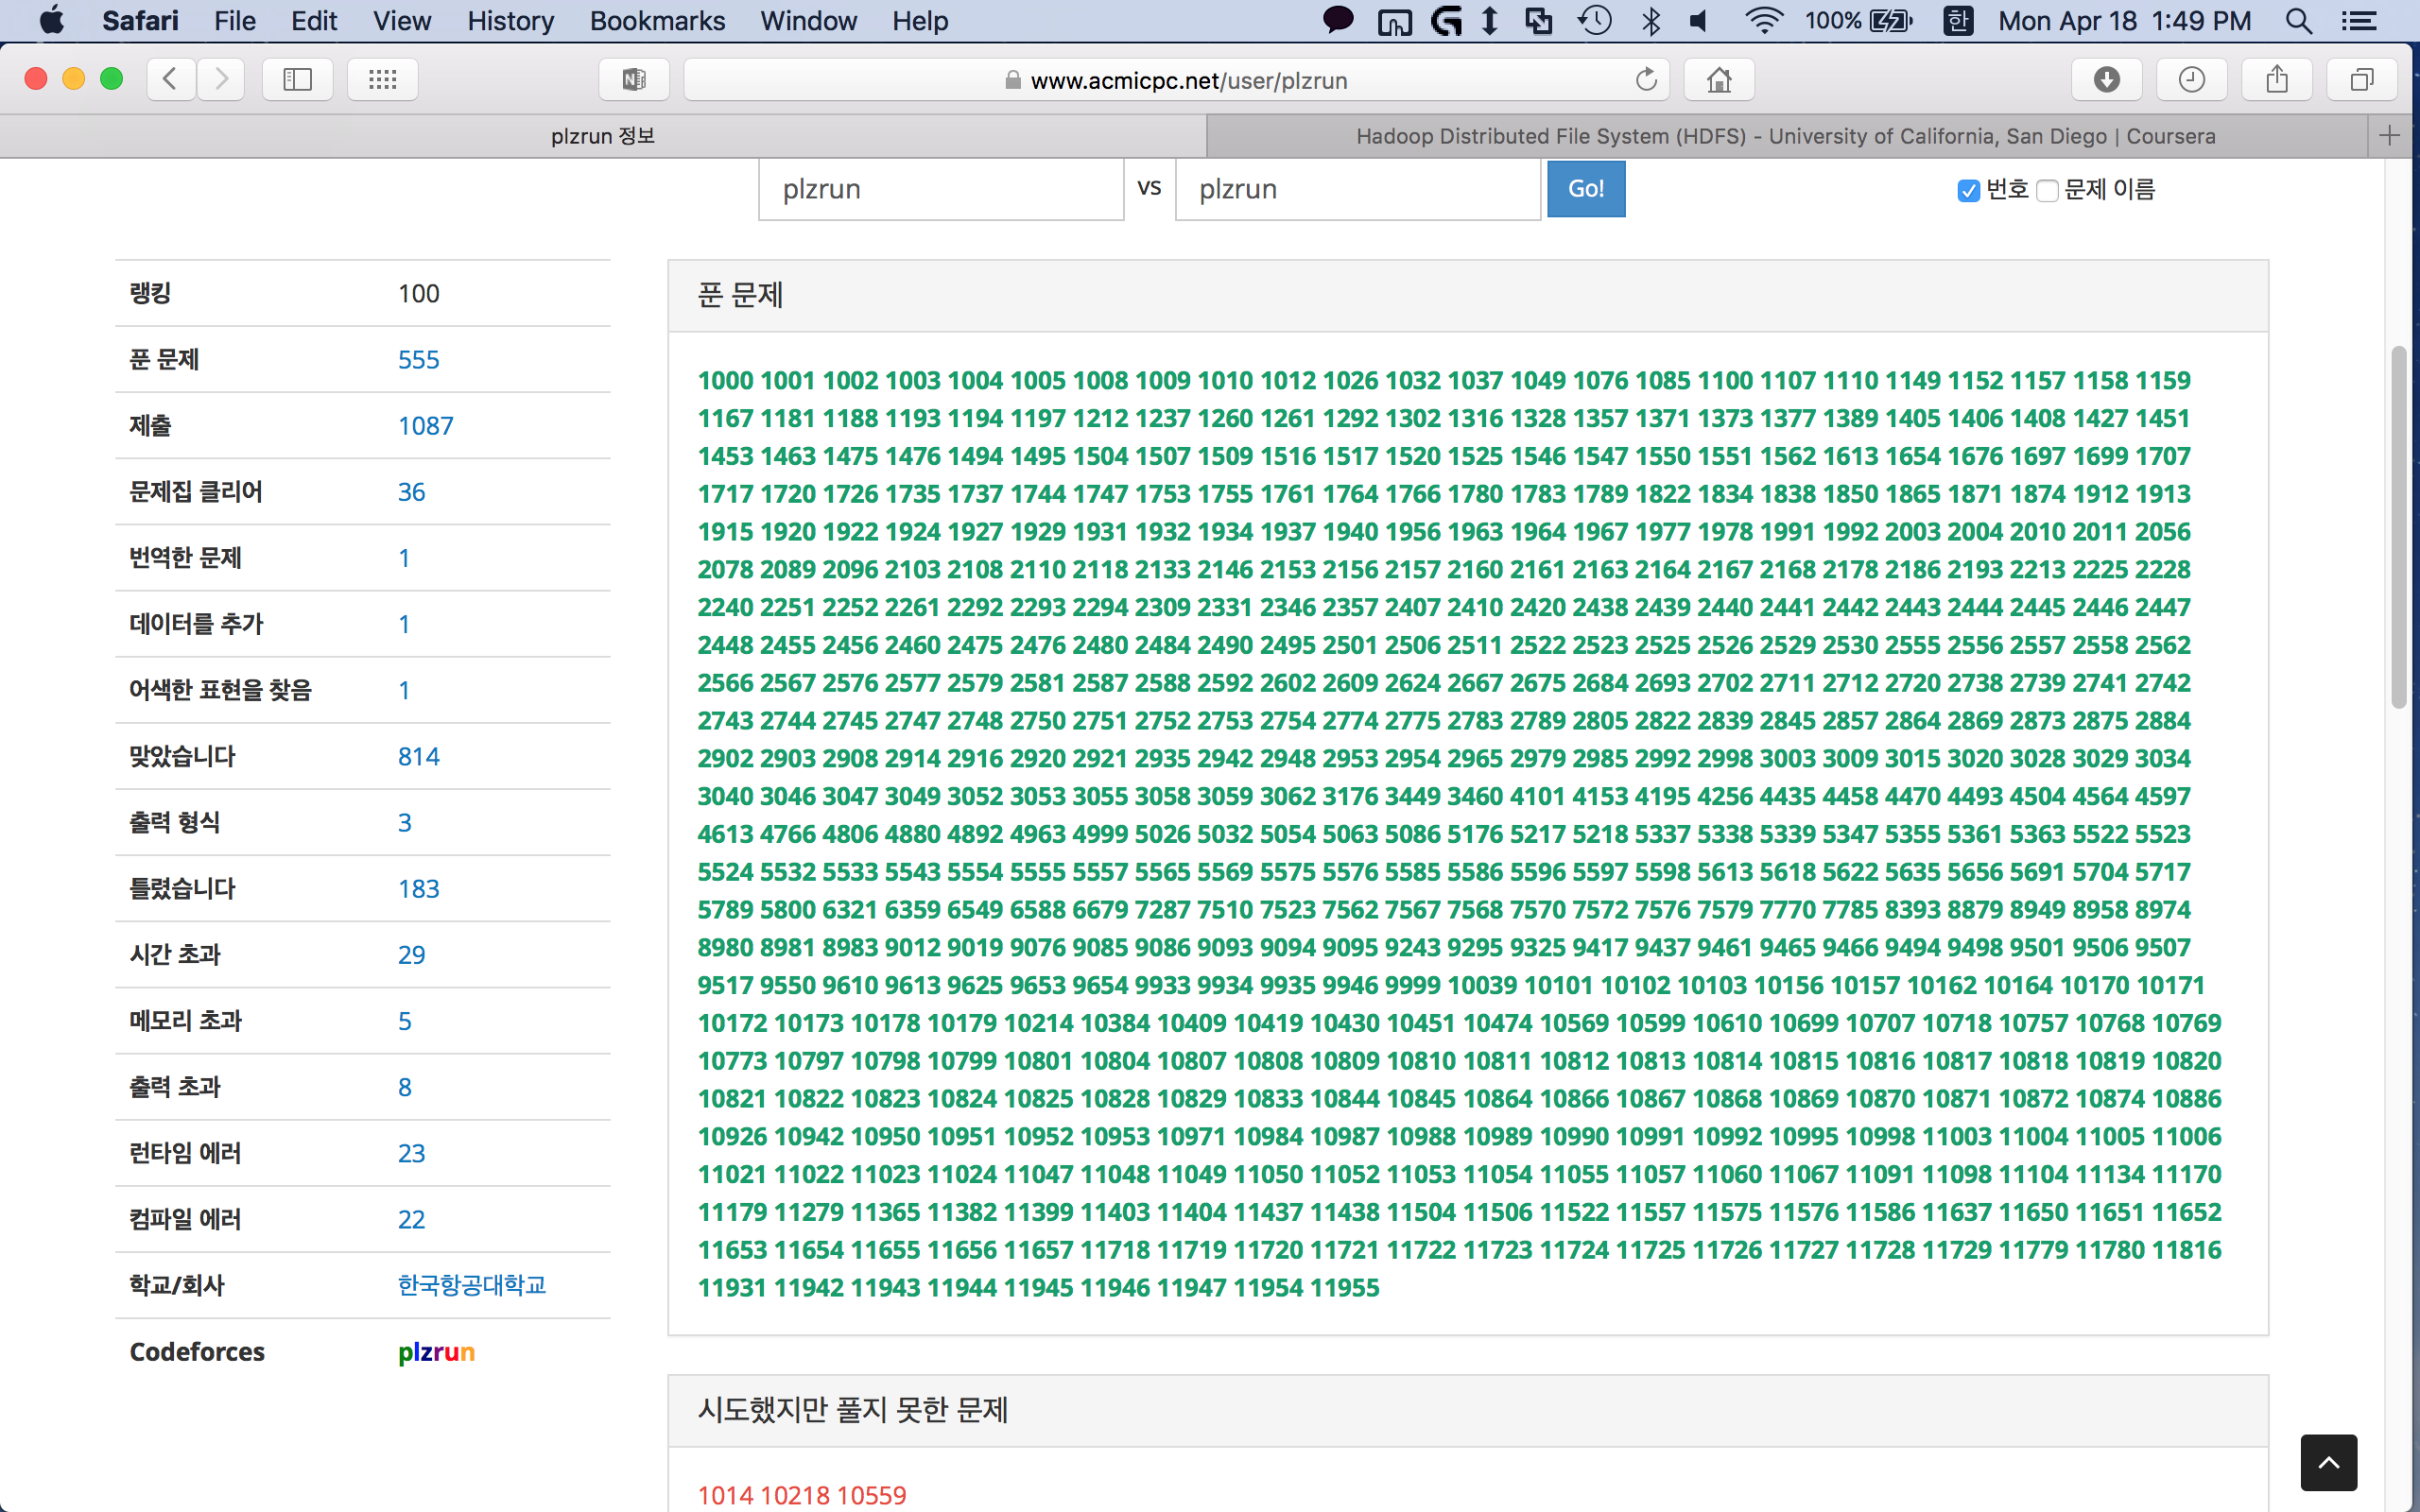 Safari File Edit View History Bookmarks Window Help 100% 한 Mon Apr 18 1:49 PM
www.acmicpc.net/user/plzrun
plzrun 정보 Hadoop Distributed File System (HDFS) - University of California, San Diego | Coursera
plzrun vs plzrun Go! 번호 문제 이름
랭킹 100
푼 문제 555
제출 1087
문제집 클리어 36
번역한 문제 1
데이터를 추가 1
어색한 표현을 찾음 1
맞았습니다 814
출력 형식 3
틀렸습니다 183
시간 초과 29
메모리 초과 5
출력 초과 8
런타임 에러 23
컴파일 에러 22
학교/회사 한국항공대학교
Codeforces plzrun
푼 문제
1000 1001 1002 1003 1004 1005 1008 1009 1010 1012 1026 1032 1037 1049 1076 1085 1100 1107 1110 1149 1152 1157 1158 1159
1167 1181 1188 1193 1194 1197 1212 1237 1260 1261 1292 1302 1316 1328 1357 1371 1373 1377 1389 1405 1406 1408 1427 1451
1453 1463 1475 1476 1494 1495 1504 1507 1509 1516 1517 1520 1525 1546 1547 1550 1551 1562 1613 1654 1676 1697 1699 1707
1717 1720 1726 1735 1737 1744 1747 1753 1755 1761 1764 1766 1780 1783 1789 1822 1834 1838 1850 1865 1871 1874 1912 1913
1915 1920 1922 1924 1927 1929 1931 1932 1934 1937 1940 1956 1963 1964 1967 1977 1978 1991 1992 2003 2004 2010 2011 2056
2078 2089 2096 2103 2108 2110 2118 2133 2146 2153 2156 2157 2160 2161 2163 2164 2167 2168 2178 2186 2193 2213 2225 2228
2240 2251 2252 2261 2292 2293 2294 2309 2331 2346 2357 2407 2410 2420 2438 2439 2440 2441 2442 2443 2444 2445 2446 2447
2448 2455 2456 2460 2475 2476 2480 2484 2490 2495 2501 2506 2511 2522 2523 2525 2526 2529 2530 2555 2556 2557 2558 2562
2566 2567 2576 2577 2579 2581 2587 2588 2592 2602 2609 2624 2667 2675 2684 2693 2702 2711 2712 2720 2738 2739 2741 2742
2743 2744 2745 2747 2748 2750 2751 2752 2753 2754 2774 2775 2783 2789 2805 2822 2839 2845 2857 2864 2869 2873 2875 2884
2902 2903 2908 2914 2916 2920 2921 2935 2942 2948 2953 2954 2965 2979 2985 2992 2998 3003 3009 3015 3020 3028 3029 3034
3040 3046 3047 3049 3052 3053 3055 3058 3059 3062 3176 3449 3460 4101 4153 4195 4256 4435 4458 4470 4493 4504 4564 4597
4613 4766 4806 4880 4892 4963 4999 5026 5032 5054 5063 5086 5176 5217 5218 5337 5338 5339 5347 5355 5361 5363 5522 5523
5524 5532 5533 5543 5554 5555 5557 5565 5569 5575 5576 5585 5586 5596 5597 5598 5613 5618 5622 5635 5656 5691 5704 5717
5789 5800 6321 6359 6549 6588 6679 7287 7510 7523 7562 7567 7568 7570 7572 7576 7579 7770 7785 8393 8879 8949 8958 8974
8980 8981 8983 9012 9019 9076 9085 9086 9093 9094 9095 9243 9295 9325 9417 9437 9461 9465 9466 9494 9498 9501 9506 9507
9517 9550 9610 9613 9625 9653 9654 9933 9934 9935 9946 9999 10039 10101 10102 10103 10156 10157 10162 10164 10170 10171
10172 10173 10178 10179 10214 10384 10409 10419 10430 10451 10474 10569 10599 10610 10699 10707 10718 10757 10768 10769
10773 10797 10798 10799 10801 10804 10807 10808 10809 10810 10811 10812 10813 10814 10815 10816 10817 10818 10819 10820
10821 10822 10823 10824 10825 10828 10829 10833 10844 10845 10864 10866 10867 10868 10869 10870 10871 10872 10874 10886
10926 10942 10950 10951 10952 10953 10971 10984 10987 10988 10989 10990 10991 10992 10995 10998 11003 11004 11005 11006
11021 11022 11023 11024 11047 11048 11049 11050 11052 11053 11054 11055 11057 11060 11067 11091 11098 11104 11134 11170
11179 11279 11365 11382 11399 11403 11404 11437 11438 11504 11506 11522 11557 11575 11576 11586 11637 11650 11651 11652
11653 11654 11655 11656 11657 11718 11719 11720 11721 11722 11723 11724 11725 11726 11727 11728 11729 11779 11780 11816
11931 11942 11943 11944 11945 11946 11947 11954 11955
시도했지만 풀지 못한 문제
1014 10218 10559